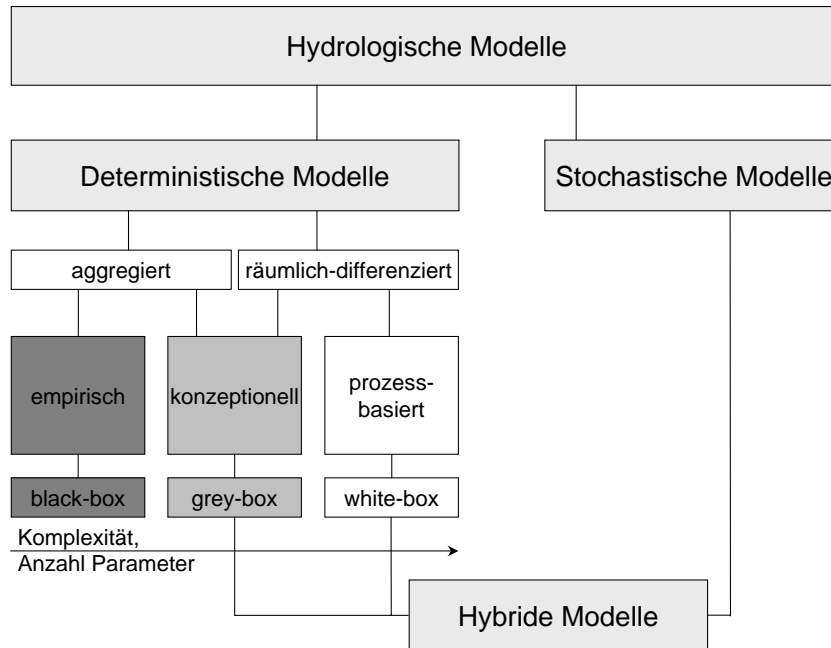 Hydrologische Modelle
Deterministische Modelle
Stochastische Modelle
aggregiert
räumlich-differenziert
empirisch
konzeptionell
prozess-
basiert
black-box
grey-box
white-box
Komplexität,
Anzahl Parameter
Hybride Modelle